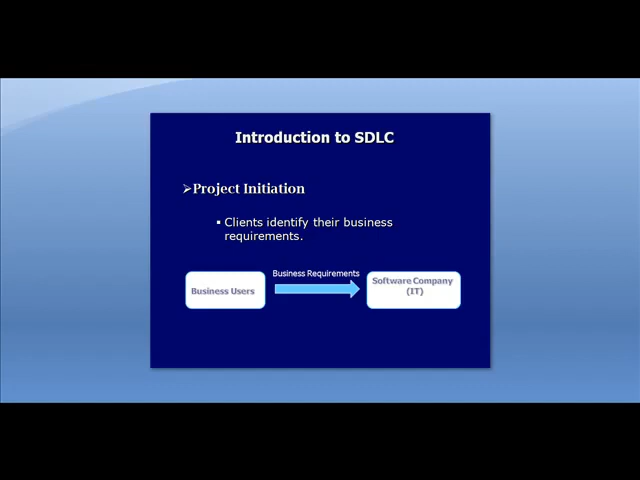 Introduction to SDLC
➢Project Initiation
▪ Clients identify their business
requirements.
Business Requirements
Business Users
Software Company
(IT)